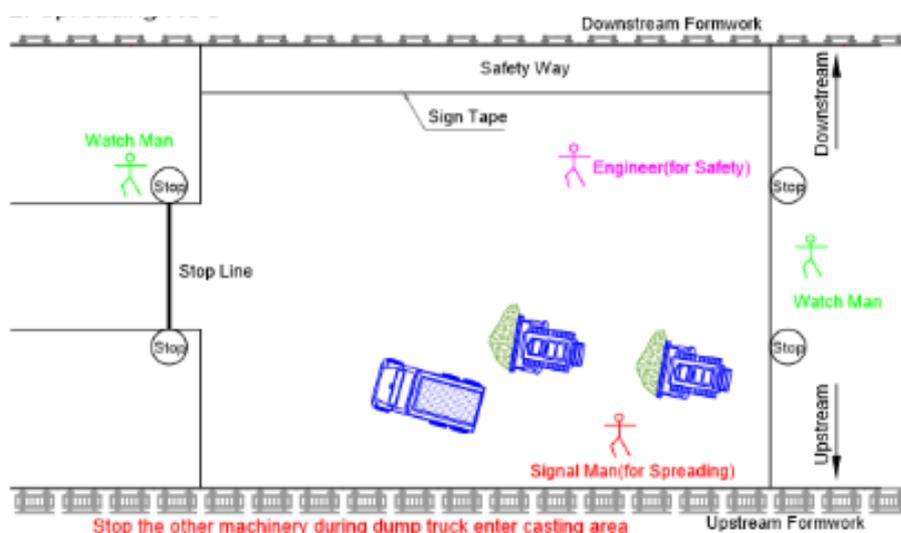 Downstream Formwork
Safety Way
Sign Tape
Downstream
Watch Man
Stop
Engineer(for Safety)
Stop
Stop Line
Watch Man
Stop
Stop
Upstream
Signal Man(for Spreading)
Stop the other machinery during dump truck enter casting area
Upstream Formwork